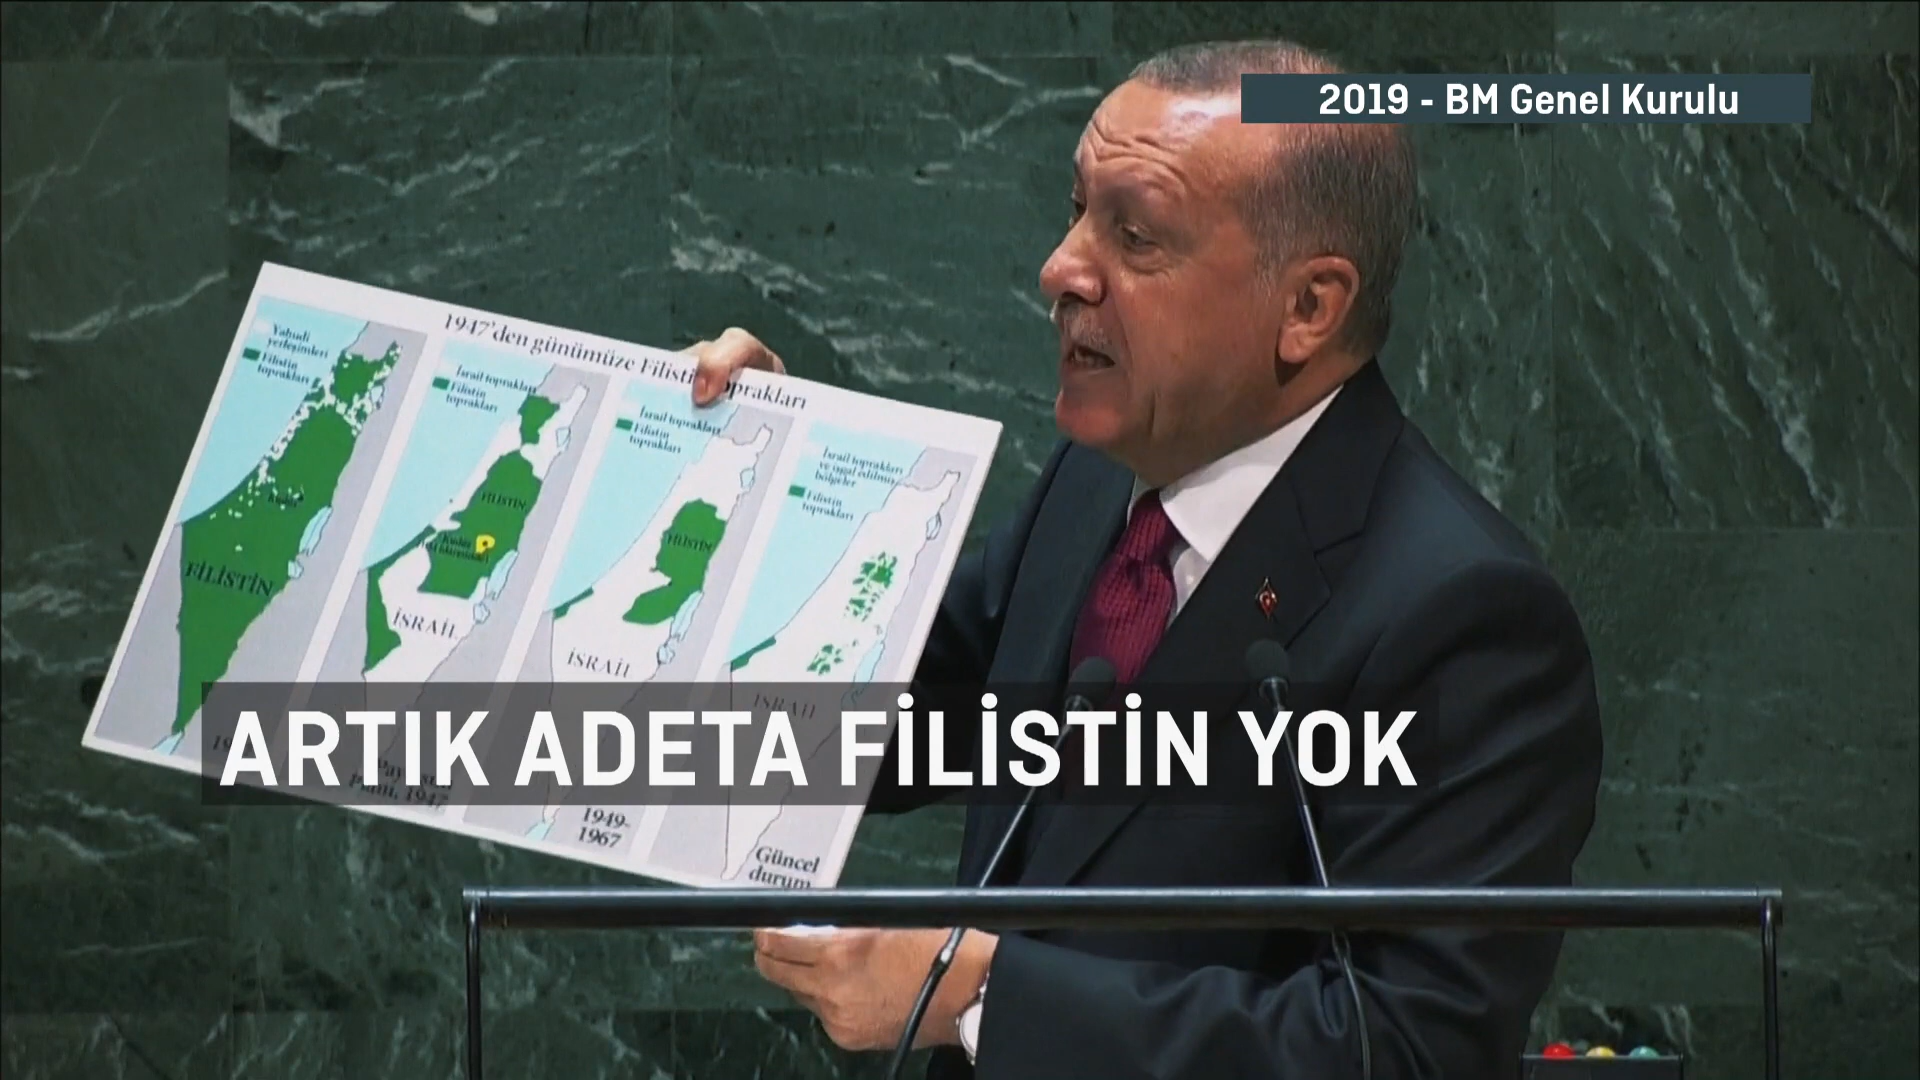 2019 - BM Genel Kurulu
1947'den günümüze Filistin toprakları
Yahudi
yerleşimleri
Filistin
toprakları
FİLİSTİN
İsrail toprakları
Filistin
toprakları
FİLİSTİN
İSRAİL
1947
İsrail toprakları
Filistin
toprakları
FİLİSTİN
İSRAİL
1949-
1967
İsrail toprakları
ve işgal edilmiş
bölgeler
Filistin
toprakları
İSRAİL
Güncel
durum
ARTIK ADETA FİLİSTİN YOK